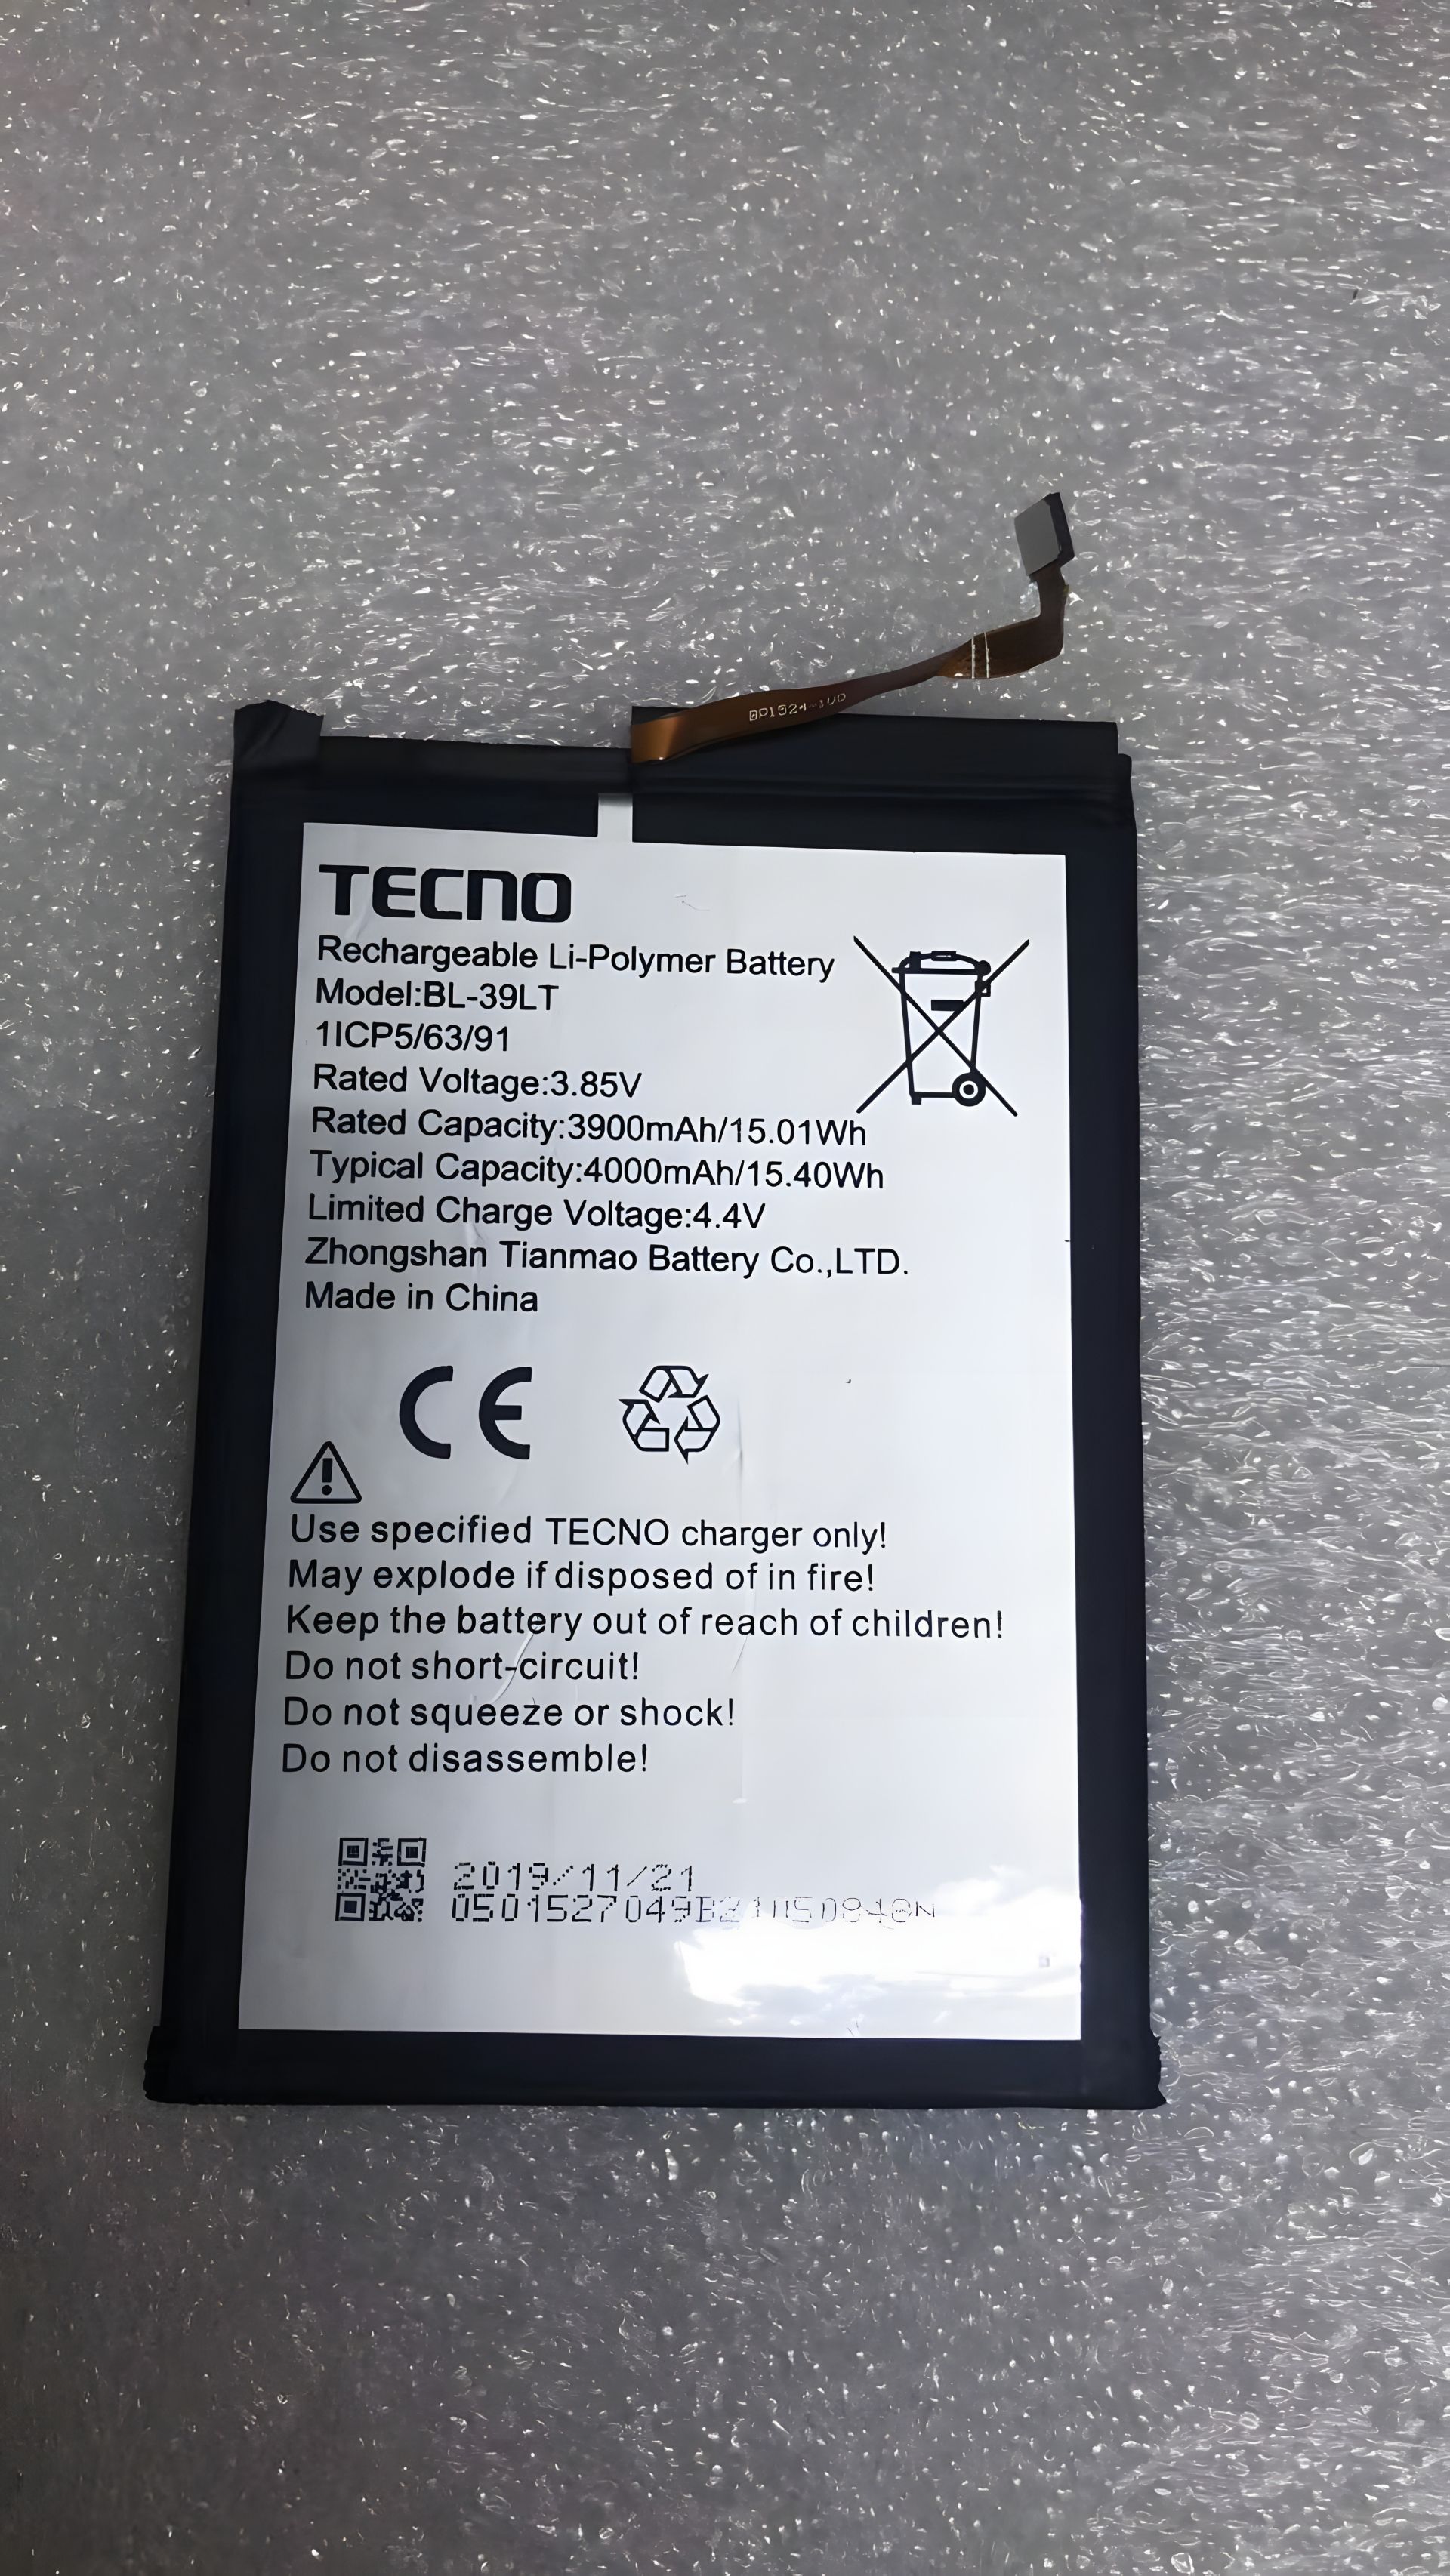 TECNO
Rechargeable Li-Polymer Battery
Model:BL-39LT
1ICP5/63/91
Rated Voltage:3.85V
Rated Capacity:3900mAh/15.01Wh
Typical Capacity:4000mAh/15.40Wh
Limited Charge Voltage:4.4V
Zhongshan Tianmao Battery Co.,LTD.
Made in China
CE
Use specified TECNO charger only!
May explode if disposed of in fire!
Keep the battery out of reach of children!
Do not short-circuit!
Do not squeeze or shock!
Do not disassemble!
2019/11/21